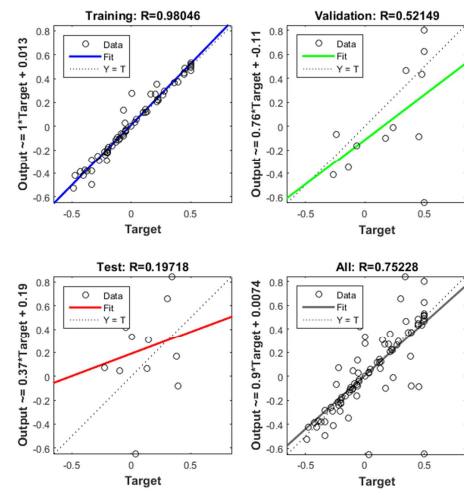 Training: R=0.98046
Output ~= 1*Target + 0.013
0.8
0.6
0.4
0.2
0
-0.2
-0.4
-0.6
Data
Fit
Y = T
-0.5
0
0.5
Target
Validation: R=0.52149
Output ~= 0.76*Target + -0.11
0.8
0.6
0.4
0.2
0
-0.2
-0.4
-0.6
Data
Fit
Y = T
-0.5
0
0.5
Target
Test: R=0.19718
Output ~= 0.37*Target + 0.19
0.8
0.6
0.4
0.2
0
-0.2
-0.4
-0.6
Data
Fit
Y = T
-0.5
0
0.5
Target
All: R=0.75228
Output ~= 0.9*Target + 0.0074
0.8
0.6
0.4
0.2
0
-0.2
-0.4
-0.6
Data
Fit
Y = T
-0.5
0
0.5
Target